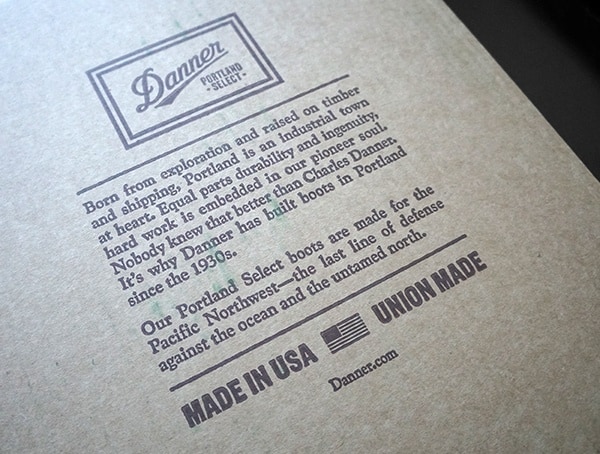 Danner
PORTLAND
-SELECT-
Born from exploration and raised on timber
and shipping, Portland is an industrial town
at heart. Equal parts durability and ingenuity,
hard work is embedded in our pioneer soul.
Nobody knew that better than Charles Danner.
It's why Danner has built boots in Portland
since the 1930s.
Our Portland Select boots are made for the
Pacific Northwest—the last line of defense
against the ocean and the untamed north.
MADE IN USA UNION MADE
Danner.com